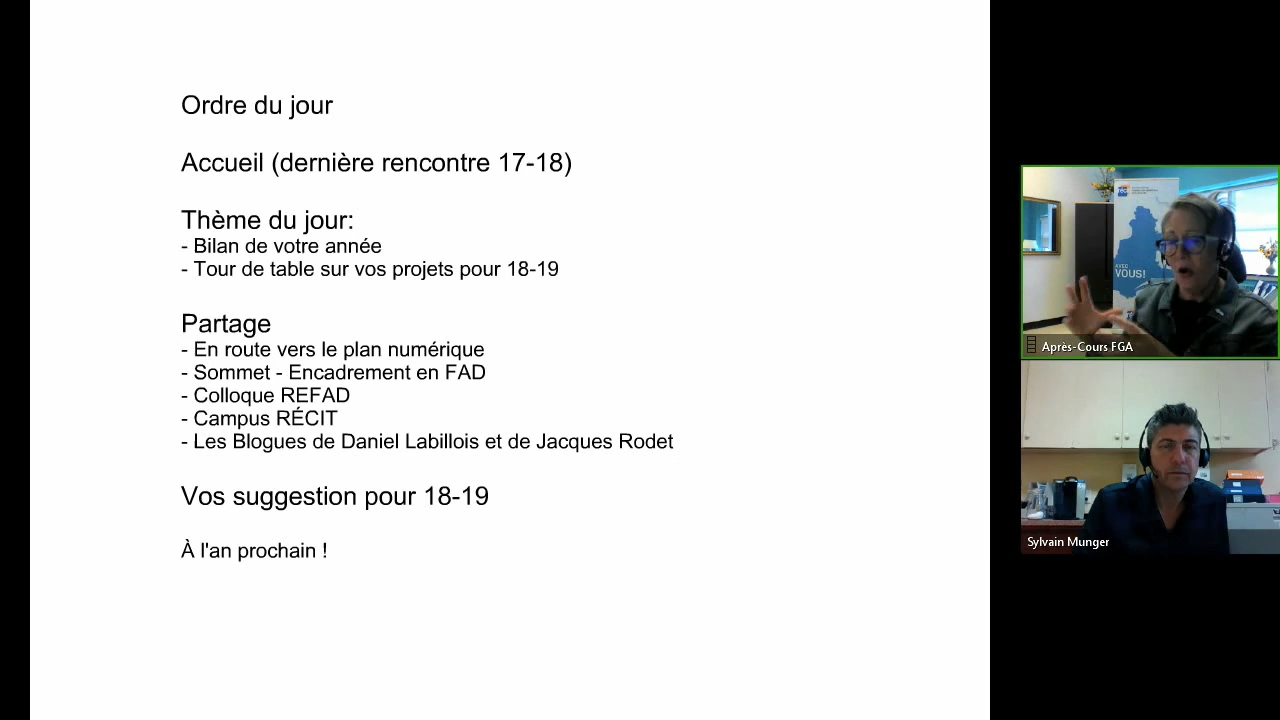 Ordre du jour
Accueil (dernière rencontre 17-18)
Thème du jour:
- Bilan de votre année
- Tour de table sur vos projets pour 18-19
Partage
- En route vers le plan numérique
- Sommet - Encadrement en FAD
- Colloque REFAD
- Campus RÉCIT
- Les Blogues de Daniel Labillois et de Jacques Rodet
Vos suggestion pour 18-19
À l'an prochain !
AVEC
VOUS!
Après-Cours FGA
Sylvain Munger